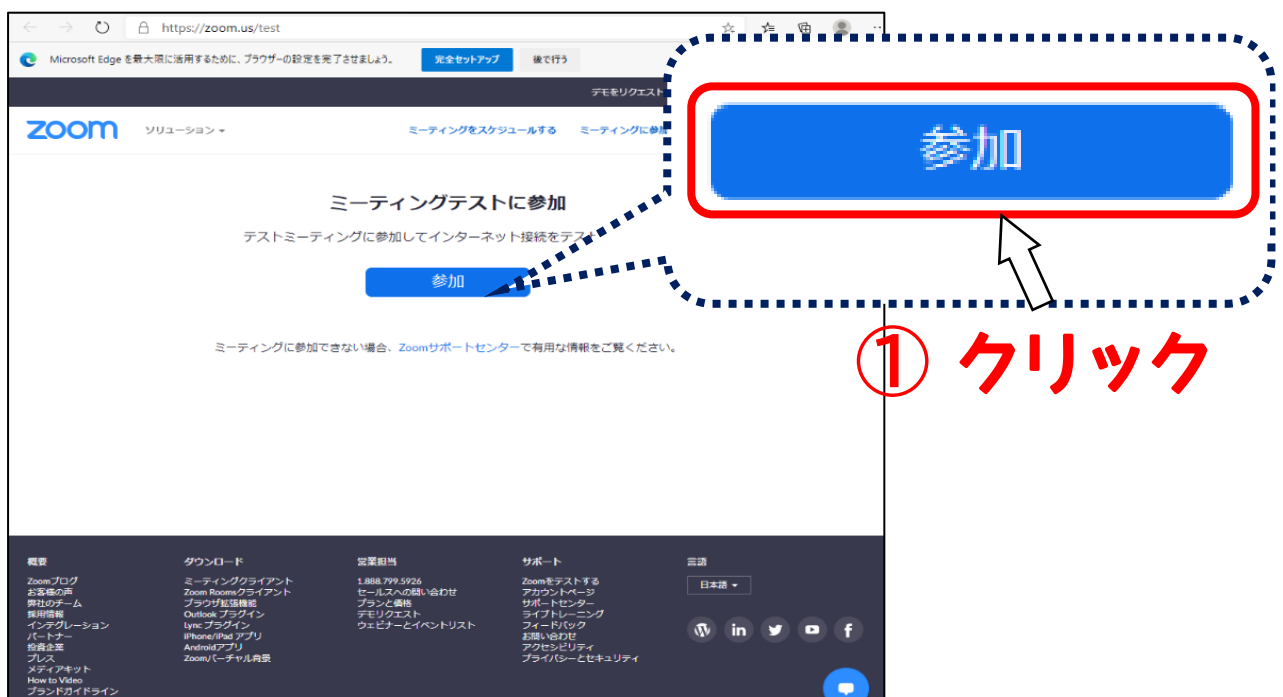 https://zoom.us/test
Microsoft Edge を最大限に活用するために、ブラウザーの設定を完了させましょう。 完全セットアップ 後で行う
デモをリクエスト
zoom ソリューション ミーティングをスケジュールする ミーティングに参加
参加
ミーティングテストに参加
テストミーティングに参加してインターネット接続をテスト
参加
ミーティングに参加できない場合、Zoomサポートセンターで有用な情報をご覧ください。
① クリック
概要
Zoomブログ
お客様の声
弊社のチーム
採用情報
インテグレーション
パートナー
投資企業
プレス
メディアキット
How to Video
ブランドガイドライン
ダウンロード
ミーティングクライアント
Zoom Roomsクライアント
ブラウザ拡張機能
Outlook プラグイン
Lync プラグイン
iPhone/iPad アプリ
Androidアプリ
Zoomバーチャル背景
営業担当
1.888.799.5926
セールスへの問い合わせ
プランと価格
デモリクエスト
ウェビナーとイベントリスト
サポート
Zoomをテストする
アカウントページ
サポートセンター
ライブトレーニング
フィードバック
お問い合わせ
アクセシビリティ
プライバシーとセキュリティ
言語
日本語
in
f